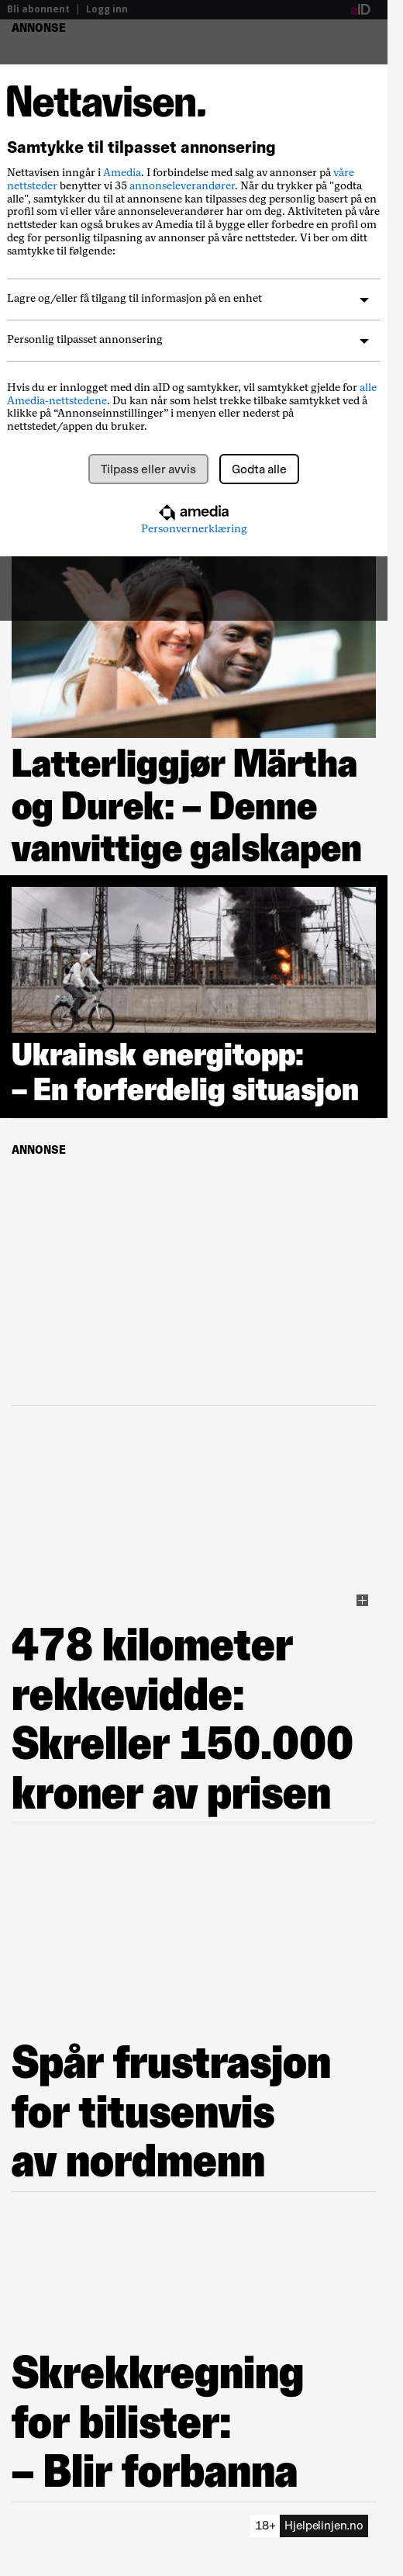 Bli abonnent | Logg inn
aID
ANNONSE
Nettavisen.
Samtykke til tilpasset annonsering
Nettavisen inngår i Amedia. I forbindelse med salg av annonser på våre
nettsteder benytter vi 35 annonseleverandører. Når du trykker på "godta
alle", samtykker du til at annonsene kan tilpasses deg personlig basert på en
profil som vi eller våre annonseleverandører har om deg. Aktiviteten på våre
nettsteder kan også brukes av Amedia til å bygge eller forbedre en profil om
deg for personlig tilpasning av annonser på våre nettsteder. Vi ber om ditt
samtykke til følgende:
Lagre og/eller få tilgang til informasjon på en enhet
Personlig tilpasset annonsering
Hvis du er innlogget med din aID og samtykker, vil samtykket gjelde for alle
Amedia-nettstedene. Du kan når som helst trekke tilbake samtykket ved å
klikke på “Annonseinnstillinger” i menyen eller nederst på
nettstedet/appen du bruker.
Tilpass eller avvis
Godta alle
amedia
Personvernerklæring
Latterliggjør Märtha
og Durek: – Denne
vanvittige galskapen
Ukrainsk energitopp:
– En forferdelig situasjon
ANNONSE
478 kilometer
rekkevidde:
Skreller 150.000
kroner av prisen
Spår frustrasjon
for titusenvis
av nordmenn
Skrekkregning
for bilister:
– Blir forbanna
18+ Hjelpelinjen.no